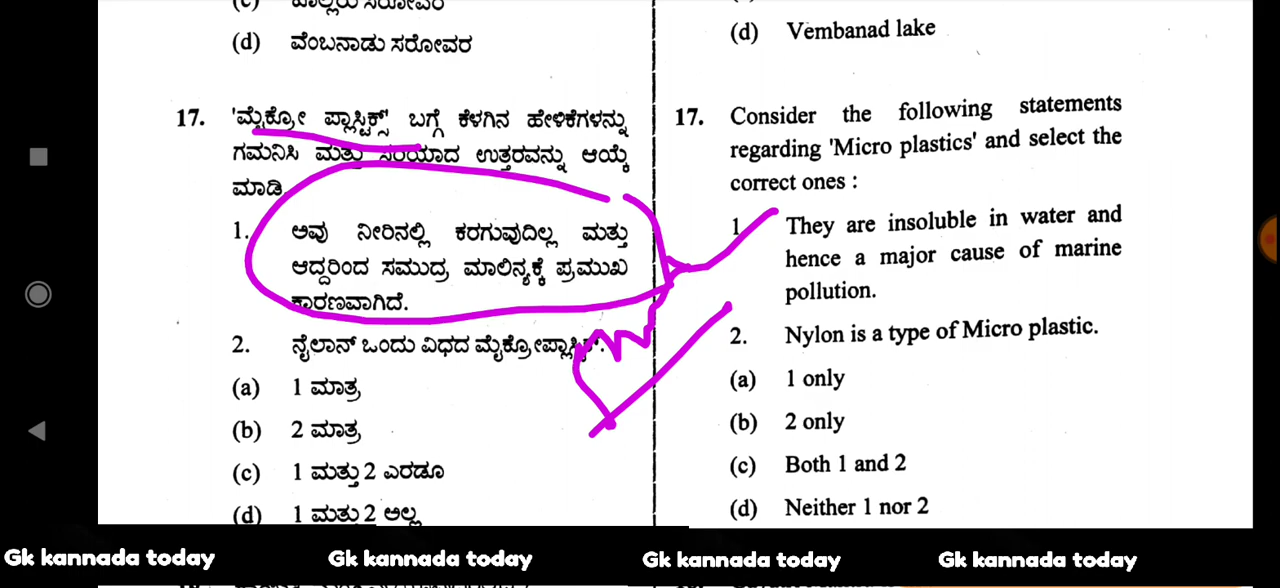 (d) ವೆಂಬನಾಡು ಸರೋವರ
17. 'ಮೈಕ್ರೋ ಪ್ಲಾಸ್ಟಿಕ್ಸ್' ಬಗ್ಗೆ ಕೆಳಗಿನ ಹೇಳಿಕೆಗಳನ್ನು
ಗಮನಿಸಿ ಮತ್ತು ಸರಿಯಾದ ಉತ್ತರವನ್ನು ಆಯ್ಕೆ
ಮಾಡಿ.
1. ಅವು ನೀರಿನಲ್ಲಿ ಕರಗುವುದಿಲ್ಲ ಮತ್ತು
ಆದ್ದರಿಂದ ಸಮುದ್ರ ಮಾಲಿನ್ಯಕ್ಕೆ ಪ್ರಮುಖ
ಕಾರಣವಾಗಿದೆ.
2. ನೈಲಾನ್ ಒಂದು ವಿಧದ ಮೈಕ್ರೋಪ್ಲಾಸ್ಟಿಕ್.
(a) 1 ಮಾತ್ರ
(b) 2 ಮಾತ್ರ
(c) 1 ಮತ್ತು 2 ಎರಡೂ
(d) 1 ಮತ್ತು 2 ಅಲ್ಲ
(d) Vembanad lake
17. Consider the following statements
regarding 'Micro plastics' and select the
correct ones :
1. They are insoluble in water and
hence a major cause of marine
pollution.
2. Nylon is a type of Micro plastic.
(a) 1 only
(b) 2 only
(c) Both 1 and 2
(d) Neither 1 nor 2
Gk kannada today Gk kannada today Gk kannada today Gk kannada today